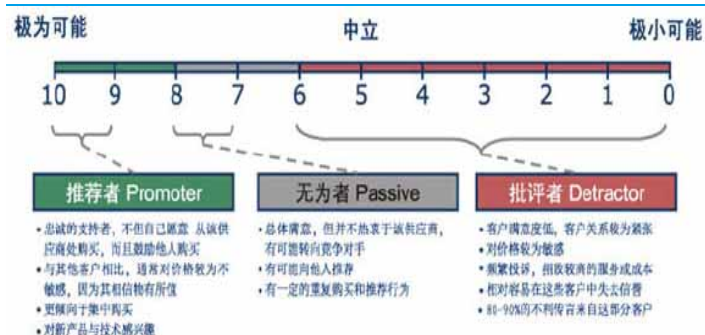 极为可能 中立 极小可能
10 9 8 7 6 5 4 3 2 1 0
推荐者 Promoter
• 忠诚的支持者，不但自己愿意 从该供
应商处购买，而且鼓励他人购买
• 与其他客户相比，通常对价格较为不
敏感，因为其相信物有所值
• 更倾向于集中购买
• 对新产品与技术感兴趣
无为者 Passive
• 总体满意，但并不热衷于该供应商，
有可能转向竞争对手
• 有可能向他人推荐
• 有一定的重复购买和推荐行为
批评者 Detractor
• 客户满意度低，客户关系较为紧张
• 对价格较为敏感
• 频繁投诉，招致较高的服务成成本
• 相对容易在这些客户中失去信誉
• 80-90%的不利传言来自这部分客户